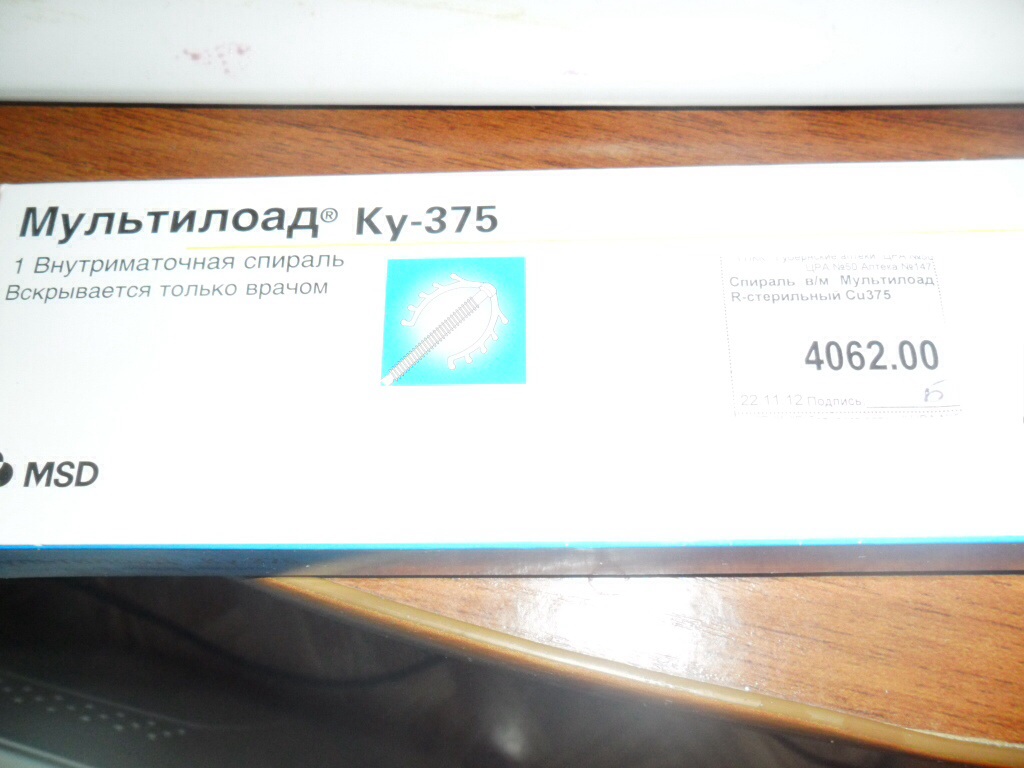 Мультилоад® Ку-375
1 Внутриматочная спираль
Вскрывается только врачом
ЦРА №50 Аптека №147
Спираль в/м Мультилоад
R-стерильный Cu375
4062.00
22 11 12 Подпись:
MSD